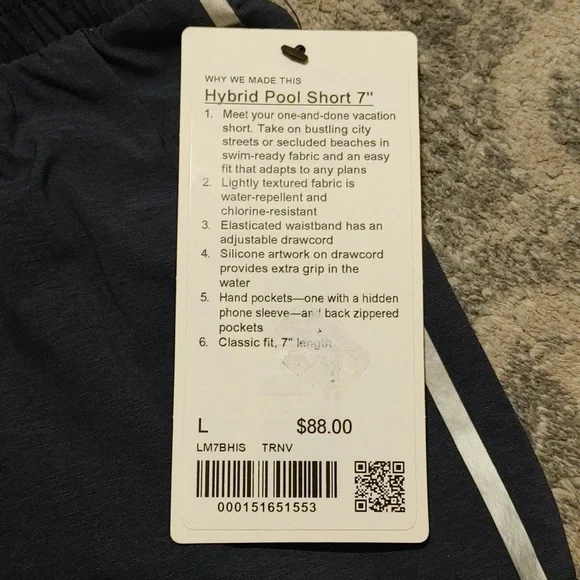 WHY WE MADE THIS
Hybrid Pool Short 7"
1. Meet your one-and-done vacation
short. Take on bustling city
streets or secluded beaches in
swim-ready fabric and an easy
fit that adapts to any plans
2. Lightly textured fabric is
water-repellent and
chlorine-resistant
3. Elasticated waistband has an
adjustable drawcord
4. Silicone artwork on drawcord
provides extra grip in the
water
5. Hand pockets—one with a hidden
phone sleeve—and back zippered
pockets
6. Classic fit, 7" length
L $88.00
LM7BHIS TRNV
000151651553